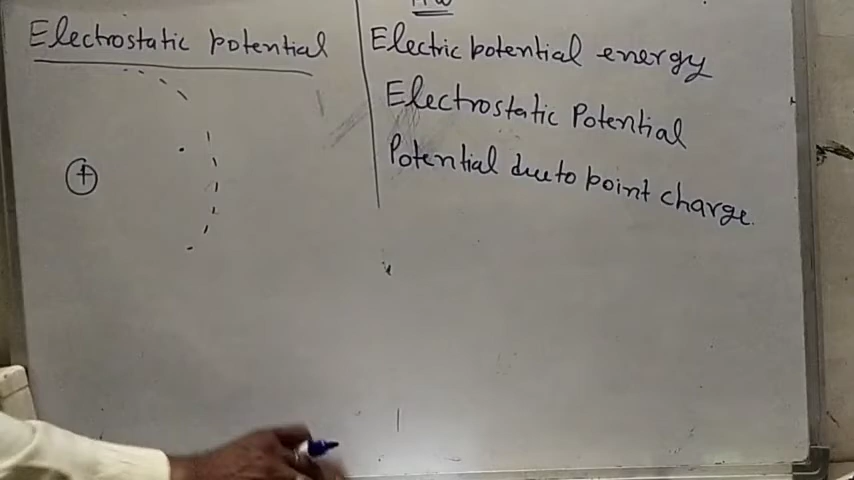 Electrostatic potential
+
Electric potential energy
Electrostatic Potential
Potential due to point charge.